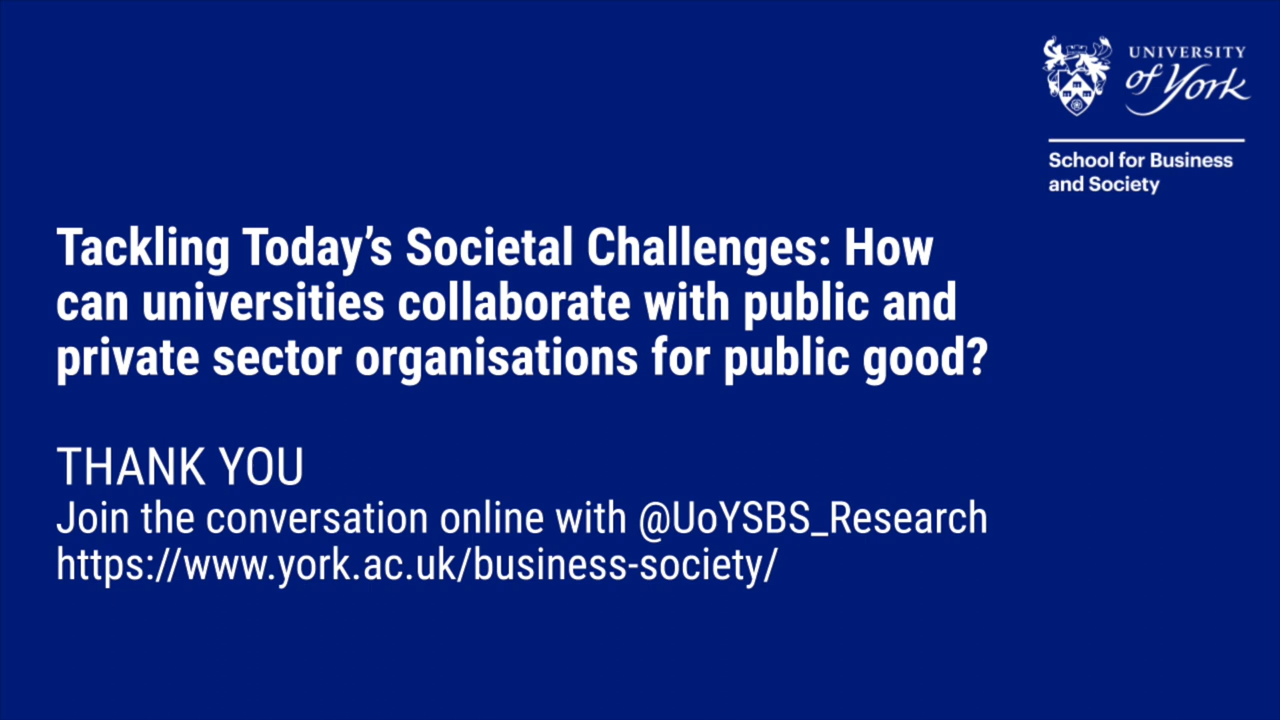 UNIVERSITY
of York
School for Business
and Society
Tackling Today’s Societal Challenges: How
can universities collaborate with public and
private sector organisations for public good?
THANK YOU
Join the conversation online with @UoYSBS_Research
https://www.york.ac.uk/business-society/